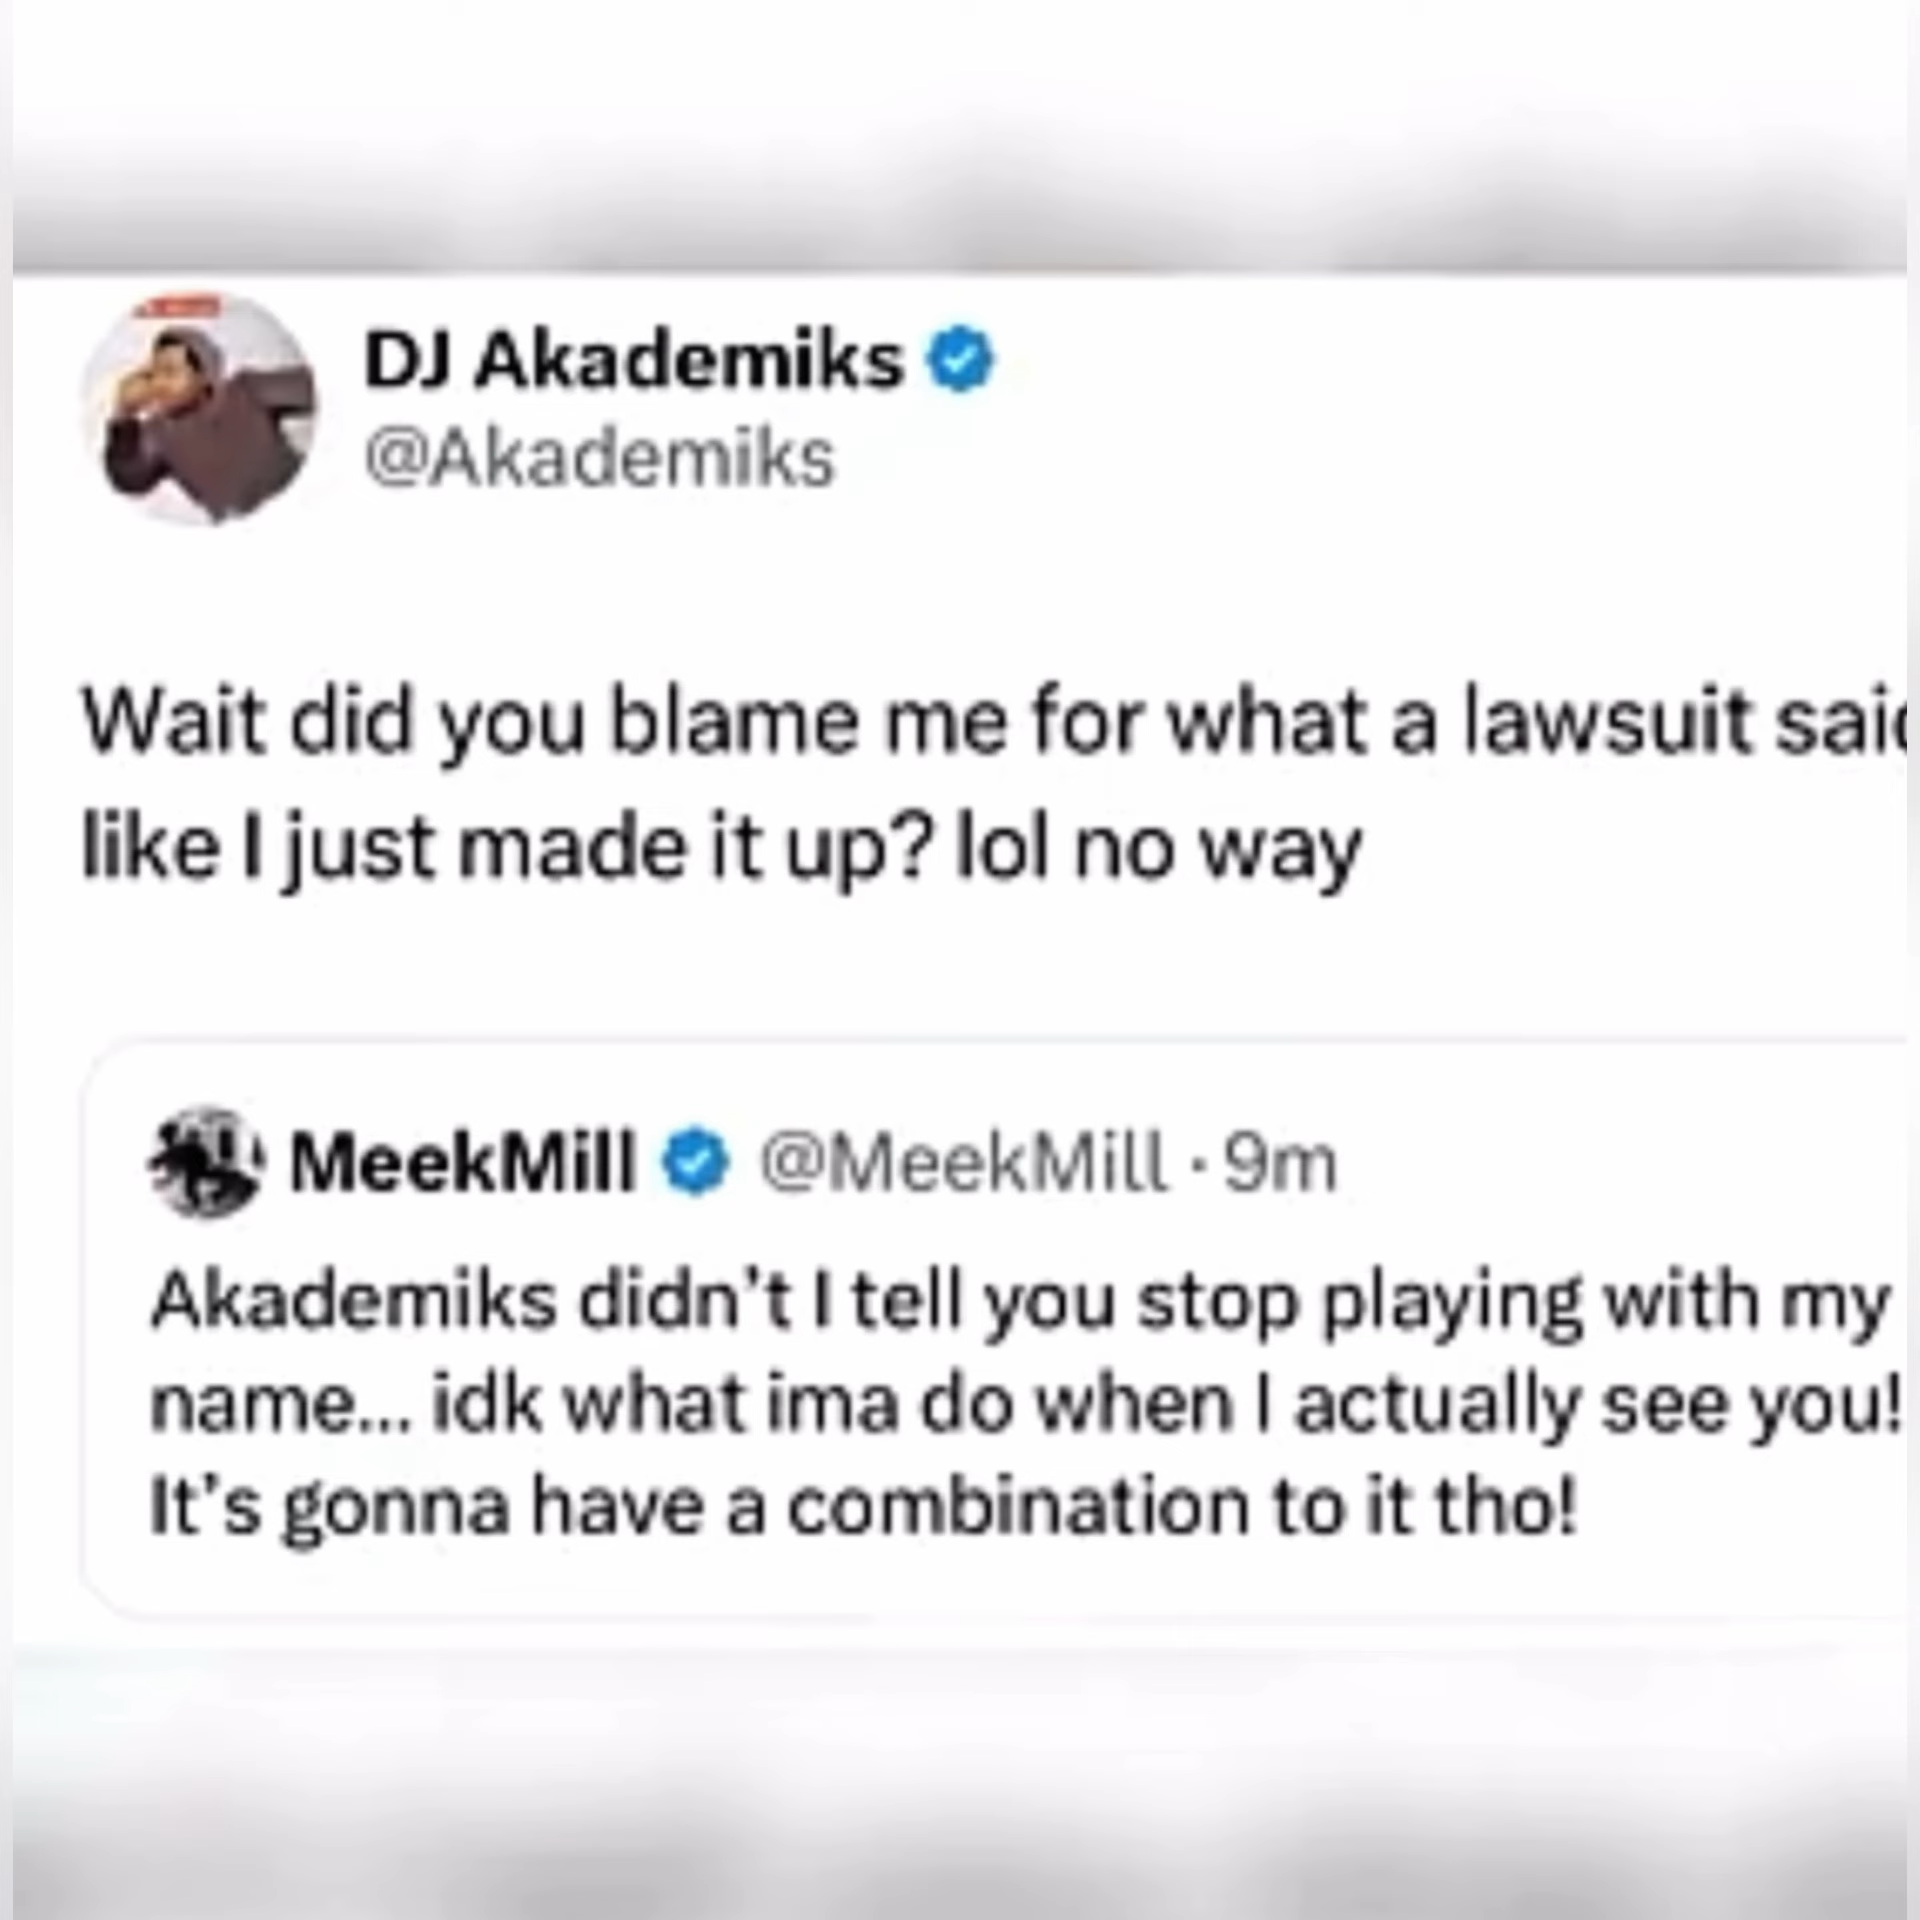 DJ Akademiks
@Akademiks
Wait did you blame me for what a lawsuit said
like I just made it up? lol no way
MeekMill @MeekMill · 9m
Akademiks didn't I tell you stop playing with my
name... idk what ima do when I actually see you!
It's gonna have a combination to it tho!